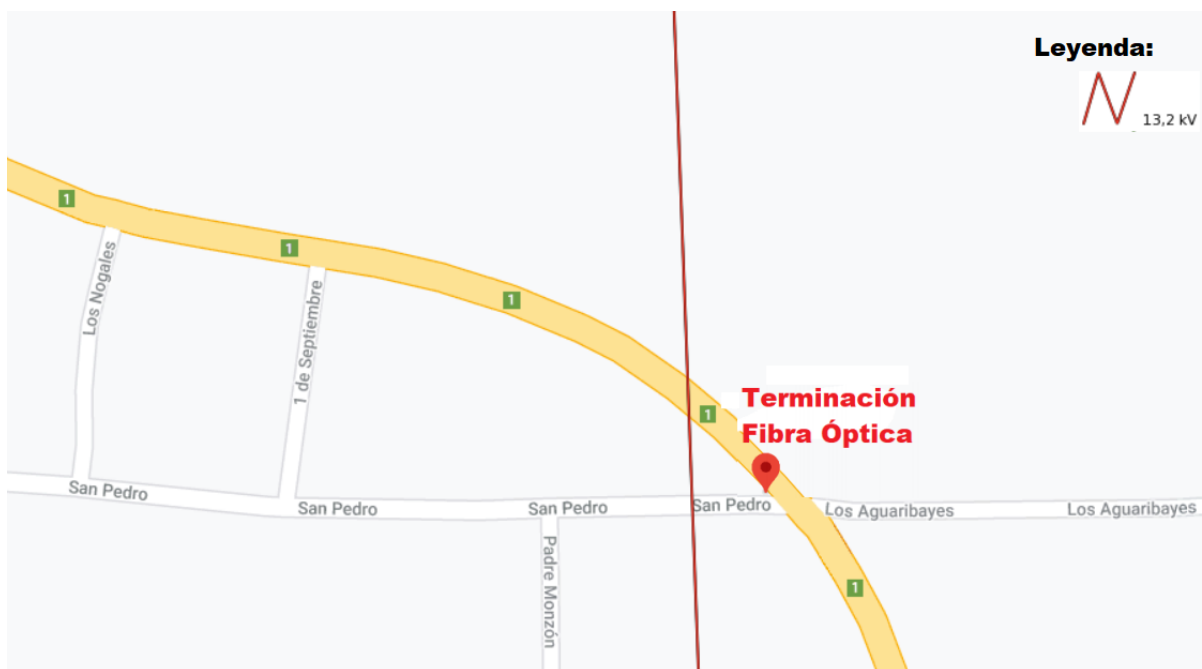 Leyenda:
13,2 kV
1
1
Los Nogales
1 de Septiembre
1
Terminación
Fibra Óptica
1
San Pedro
San Pedro
San Pedro
San Pedro
Los Aguaribayes
Los Aguaribayes
Padre Monzón
1